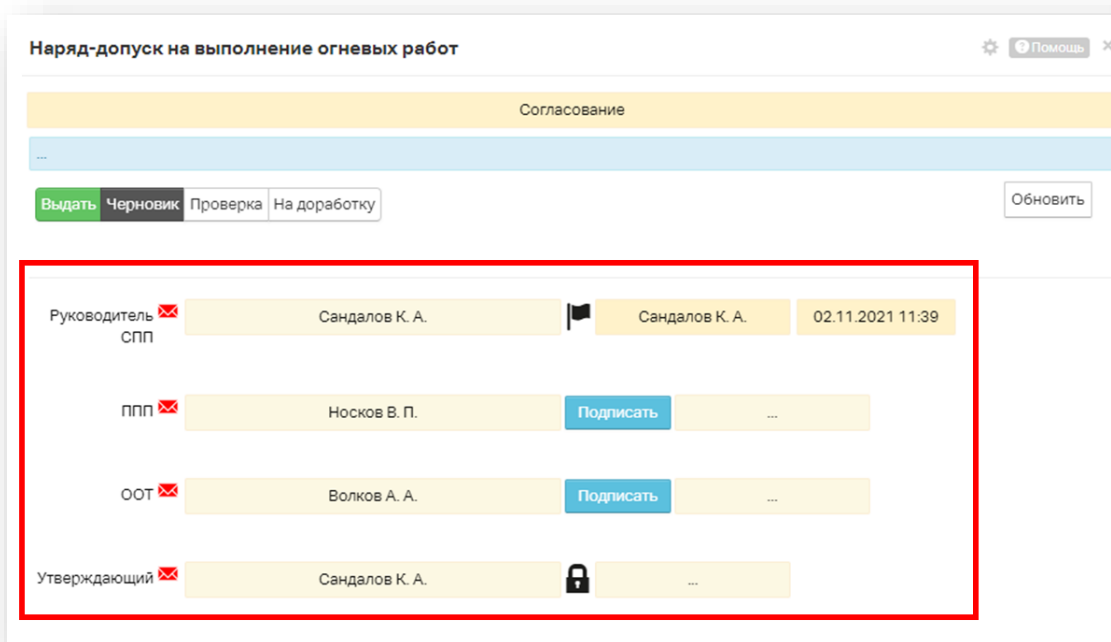 Наряд-допуск на выполнение огневых работ
Помощь
Согласование
...
Выдать Черновик Проверка На доработку
Обновить
Руководитель СПП Сандалов К. А. Сандалов К. А. 02.11.2021 11:39
ППП Носков В. П. Подписать ...
ООТ Волков А. А. Подписать ...
Утверждающий Сандалов К. А. ...